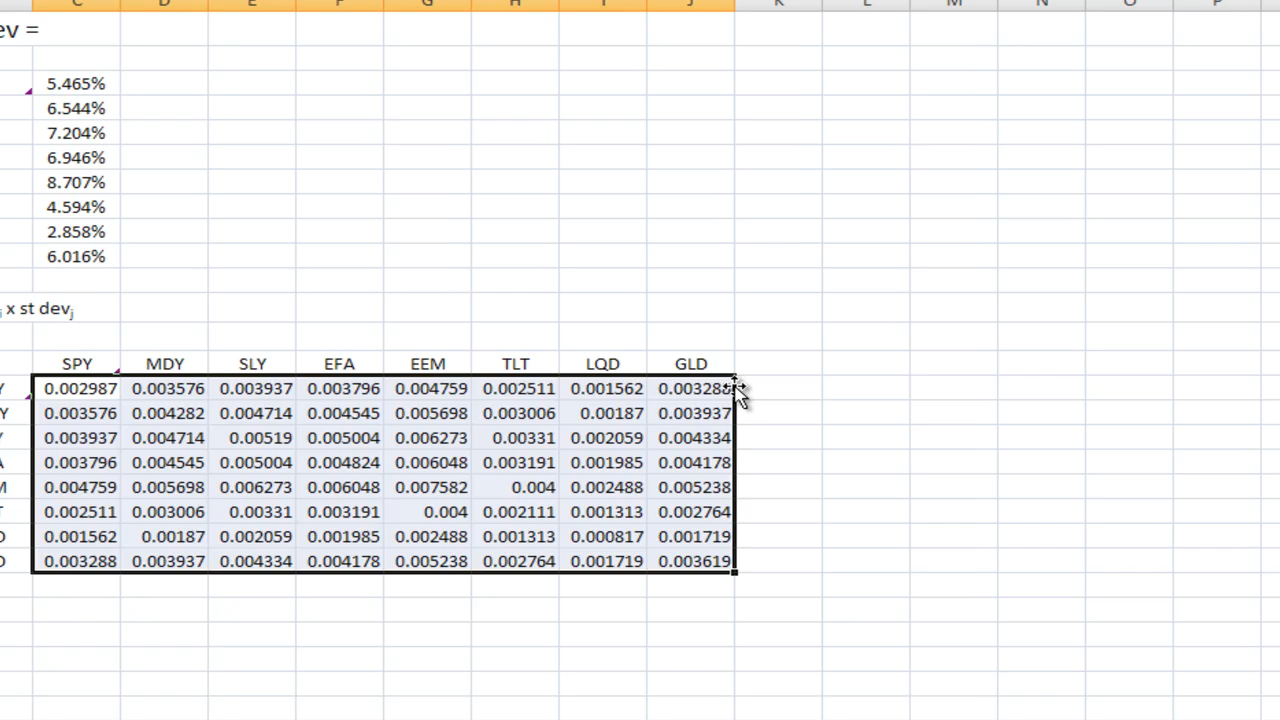 C D E F G H I J K L M N O P
ev =
5.465%
6.544%
7.204%
6.946%
8.707%
4.594%
2.858%
6.016%
i x st devj
SPY MDY SLY EFA EEM TLT LQD GLD
Y 0.002987 0.003576 0.003937 0.003796 0.004759 0.002511 0.001562 0.003288
Y 0.003576 0.004282 0.004714 0.004545 0.005698 0.003006 0.00187 0.003937
Y 0.003937 0.004714 0.00519 0.005004 0.006273 0.00331 0.002059 0.004334
A 0.003796 0.004545 0.005004 0.004824 0.006048 0.003191 0.001985 0.004178
M 0.004759 0.005698 0.006273 0.006048 0.007582 0.004 0.002488 0.005238
T 0.002511 0.003006 0.00331 0.003191 0.004 0.002111 0.001313 0.002764
D 0.001562 0.00187 0.002059 0.001985 0.002488 0.001313 0.000817 0.001719
D 0.003288 0.003937 0.004334 0.004178 0.005238 0.002764 0.001719 0.003619